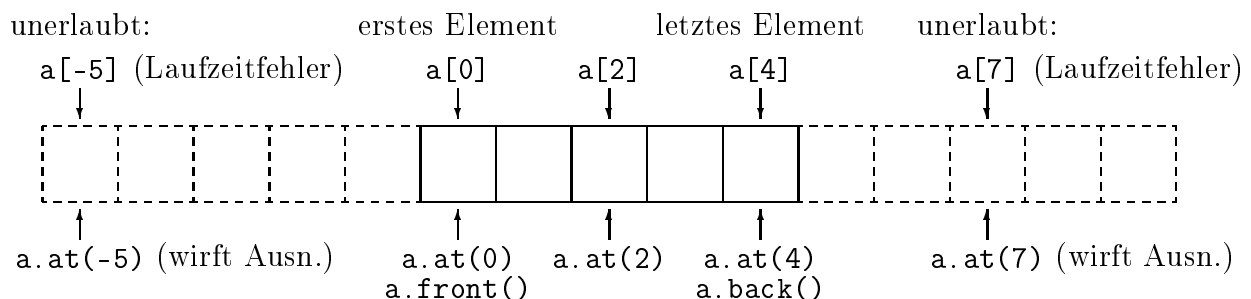 unerlaubt: erstes Element letztes Element unerlaubt:
a[-5] (Laufzeitfehler) a[0] a[2] a[4] a[7] (Laufzeitfehler)
a.at(-5) (wirft Ausn.) a.at(0) a.at(2) a.at(4) a.at(7) (wirft Ausn.)
a.front() a.back()